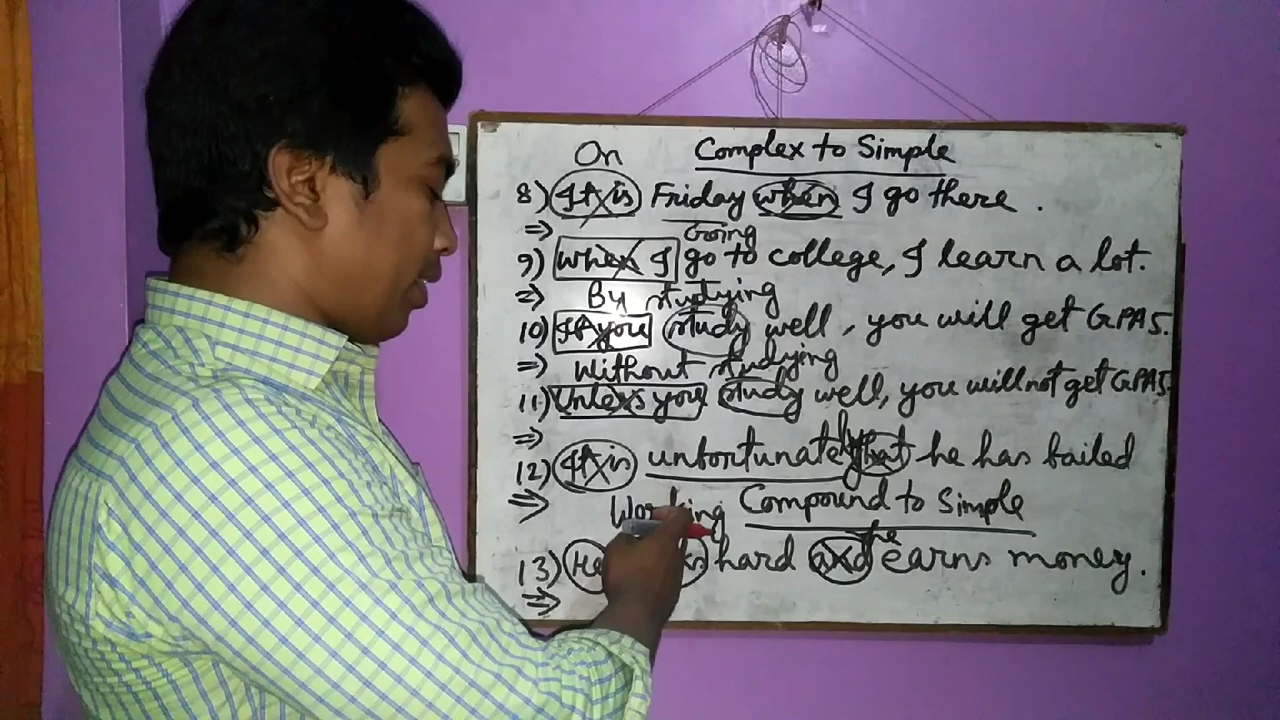 On Complex to Simple
8) It is Friday when I go there.
⇒ Going
9) When I go to college, I learn a lot.
⇒ By studying
10) If you study well, you will get GPA5.
⇒ Without studying
11) Unless you study well, you will not get GPA5.
⇒ ly
12) It is unfortunate that he has failed
⇒ Working Compound to Simple
he
13) He hard and earns money.
⇒